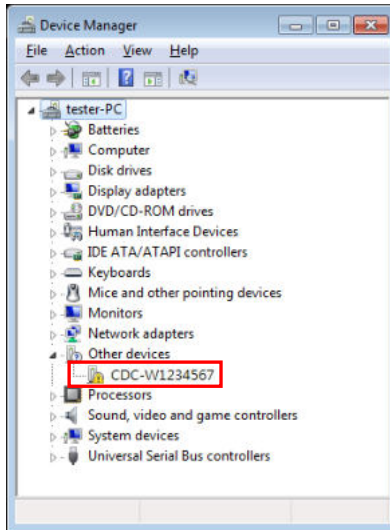 Device Manager
File Action View Help
tester-PC
Batteries
Computer
Disk drives
Display adapters
DVD/CD-ROM drives
Human Interface Devices
IDE ATA/ATAPI controllers
Keyboards
Mice and other pointing devices
Monitors
Network adapters
Other devices
CDC-W1234567
Processors
Sound, video and game controllers
System devices
Universal Serial Bus controllers